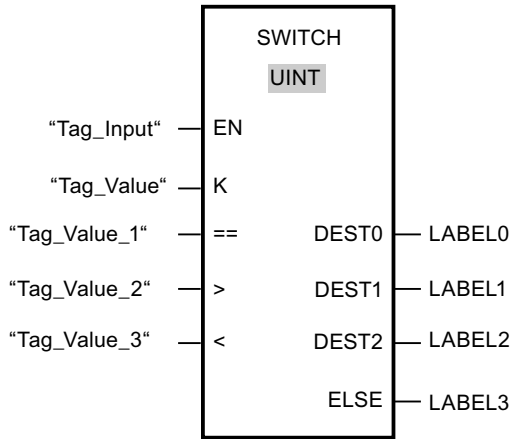 SWITCH
UINT
“Tag_Input“ EN
“Tag_Value“ K
“Tag_Value_1“ == DEST0 LABEL0
“Tag_Value_2“ > DEST1 LABEL1
“Tag_Value_3“ < DEST2 LABEL2
ELSE LABEL3